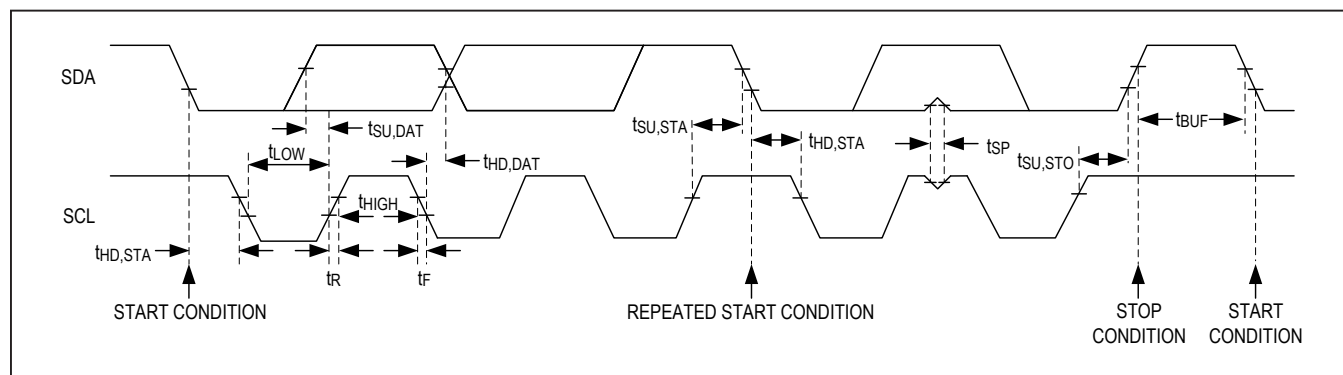 SDA
tSU,DAT
tLOW
tHD,DAT
tSU,STA
tHD,STA
tSP
tBUF
tSU,STO
SCL
tHIGH
tHD,STA
tR
tF
START CONDITION
REPEATED START CONDITION
STOP
CONDITION
START
CONDITION